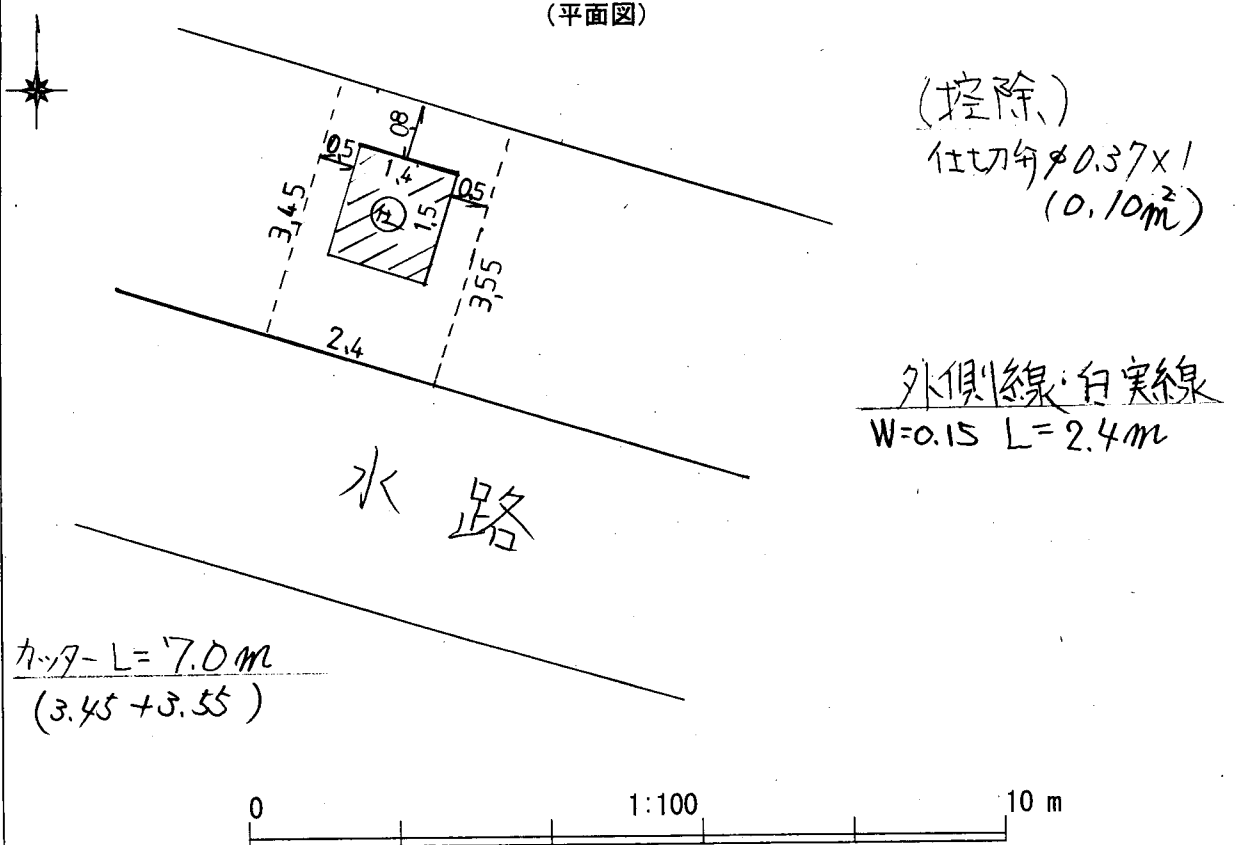 (平面図)
(控除)
仕切弁φ0.37×1
(0.10m²)
0.8
0.5
1.4
0.5
仕
1.5
3.45
3.55
2.4
外側線:白実線
W=0.15 L=2.4m
水路
カッターL=7.0m
(3.45+3.55)
0 1:100 10 m